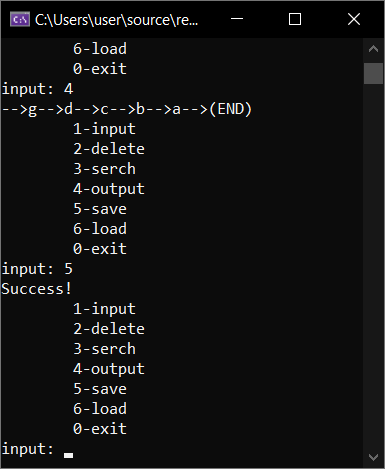 C:\Users\user\source\re...
6-load
0-exit
input: 4
-->g-->d-->c-->b-->a-->(END)
1-input
2-delete
3-serch
4-output
5-save
6-load
0-exit
input: 5
Success!
1-input
2-delete
3-serch
4-output
5-save
6-load
0-exit
input: